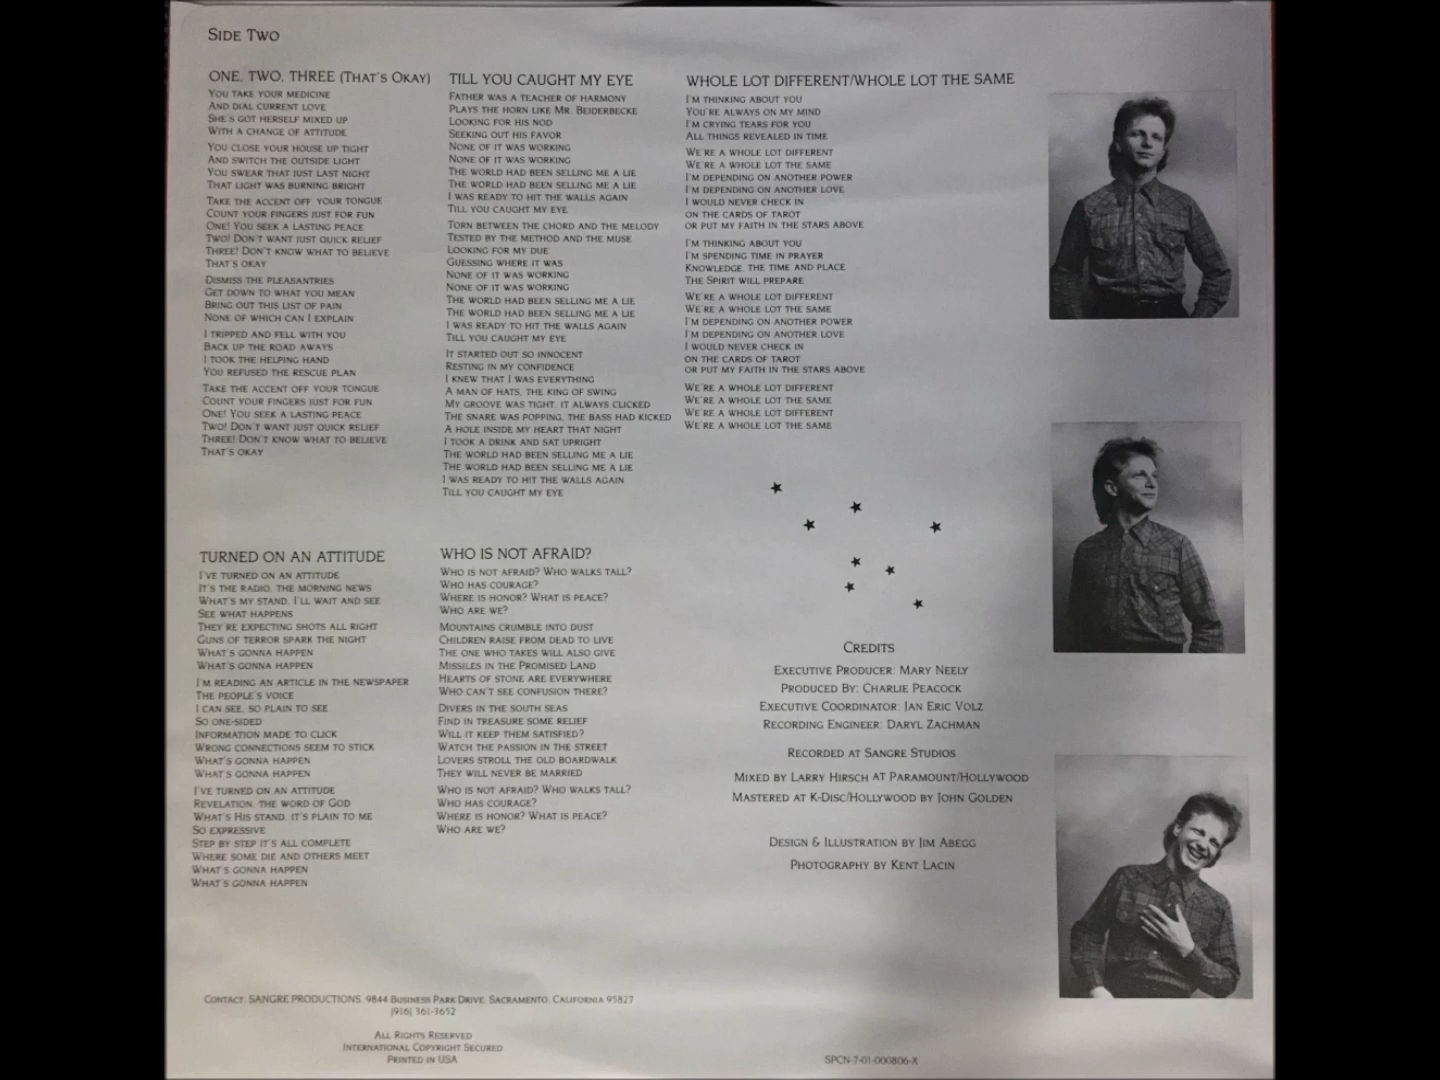 SIDE TWO
ONE, TWO, THREE (THAT'S OKAY)
YOU TAKE YOUR MEDICINE
AND DIAL CURRENT LOVE
SHE'S GOT HERSELF MIXED UP
WITH A CHANGE OF ATTITUDE
YOU CLOSE YOUR HOUSE UP TIGHT
AND SWITCH THE OUTSIDE LIGHT
YOU SWEAR THAT JUST LAST NIGHT
THAT LIGHT WAS BURNING BRIGHT
TAKE THE ACCENT OFF YOUR TONGUE
COUNT YOUR FINGERS JUST FOR FUN
ONE! YOU SEEK A LASTING PEACE
TWO! DON'T WANT JUST QUICK RELIEF
THREE! DON'T KNOW WHAT TO BELIEVE
THAT'S OKAY
DISMISS THE PLEASANTRIES
GET DOWN TO WHAT YOU MEAN
BRING OUT THIS LIST OF PAIN
NONE OF WHICH CAN I EXPLAIN
I TRIPPED AND FELL WITH YOU
BACK UP THE ROAD AWAYS
I TOOK THE HELPING HAND
YOU REFUSED THE RESCUE PLAN
TAKE THE ACCENT OFF YOUR TONGUE
COUNT YOUR FINGERS JUST FOR FUN
ONE! YOU SEEK A LASTING PEACE
TWO! DON'T WANT JUST QUICK RELIEF
THREE! DON'T KNOW WHAT TO BELIEVE
THAT'S OKAY
TILL YOU CAUGHT MY EYE
FATHER WAS A TEACHER OF HARMONY
PLAYS THE HORN LIKE MR. BEIDERBECKE
LOOKING FOR HIS NOD
SEEKING OUT HIS FAVOR
NONE OF IT WAS WORKING
NONE OF IT WAS WORKING
THE WORLD HAD BEEN SELLING ME A LIE
THE WORLD HAD BEEN SELLING ME A LIE
I WAS READY TO HIT THE WALLS AGAIN
TILL YOU CAUGHT MY EYE
TORN BETWEEN THE CHORD AND THE MELODY
TESTED BY THE METHOD AND THE MUSE
LOOKING FOR MY DUE
GUESSING WHERE IT WAS
NONE OF IT WAS WORKING
NONE OF IT WAS WORKING
THE WORLD HAD BEEN SELLING ME A LIE
THE WORLD HAD BEEN SELLING ME A LIE
I WAS READY TO HIT THE WALLS AGAIN
TILL YOU CAUGHT MY EYE
IT STARTED OUT SO INNOCENT
RESTING IN MY CONFIDENCE
I KNEW THAT I WAS EVERYTHING
A MAN OF HATS, THE KING OF SWING
MY GROOVE WAS TIGHT, IT ALWAYS CLICKED
THE SNARE WAS POPPING, THE BASS HAD KICKED
A HOLE INSIDE MY HEART THAT NIGHT
I TOOK A DRINK AND SAT UPRIGHT
THE WORLD HAD BEEN SELLING ME A LIE
THE WORLD HAD BEEN SELLING ME A LIE
I WAS READY TO HIT THE WALLS AGAIN
TILL YOU CAUGHT MY EYE
WHOLE LOT DIFFERENT/WHOLE LOT THE SAME
I'M THINKING ABOUT YOU
YOU'RE ALWAYS ON MY MIND
I'M CRYING TEARS FOR YOU
ALL THINGS REVEALED IN TIME
WE'RE A WHOLE LOT DIFFERENT
WE'RE A WHOLE LOT THE SAME
I'M DEPENDING ON ANOTHER POWER
I'M DEPENDING ON ANOTHER LOVE
I WOULD NEVER CHECK IN
ON THE CARDS OF TAROT
OR PUT MY FAITH IN THE STARS ABOVE
I'M THINKING ABOUT YOU
I'M SPENDING TIME IN PRAYER
KNOWLEDGE, THE TIME AND PLACE
THE SPIRIT WILL PREPARE
WE'RE A WHOLE LOT DIFFERENT
WE'RE A WHOLE LOT THE SAME
I'M DEPENDING ON ANOTHER POWER
I'M DEPENDING ON ANOTHER LOVE
I WOULD NEVER CHECK IN
ON THE CARDS OF TAROT
OR PUT MY FAITH IN THE STARS ABOVE
WE'RE A WHOLE LOT DIFFERENT
WE'RE A WHOLE LOT THE SAME
WE'RE A WHOLE LOT DIFFERENT
WE'RE A WHOLE LOT THE SAME
TURNED ON AN ATTITUDE
I'VE TURNED ON AN ATTITUDE
IT'S THE RADIO, THE MORNING NEWS
WHAT'S MY STAND, I'LL WAIT AND SEE
SEE WHAT HAPPENS
THEY'RE EXPECTING SHOTS ALL RIGHT
GUNS OF TERROR SPARK THE NIGHT
WHAT'S GONNA HAPPEN
WHAT'S GONNA HAPPEN
I'M READING AN ARTICLE IN THE NEWSPAPER
THE PEOPLE'S VOICE
I CAN SEE, SO PLAIN TO SEE
SO ONE-SIDED
INFORMATION MADE TO CLICK
WRONG CONNECTIONS SEEM TO STICK
WHAT'S GONNA HAPPEN
WHAT'S GONNA HAPPEN
I'VE TURNED ON AN ATTITUDE
REVELATION, THE WORD OF GOD
WHAT'S HIS STAND, IT'S PLAIN TO ME
SO EXPRESSIVE
STEP BY STEP IT'S ALL COMPLETE
WHERE SOME DIE AND OTHERS MEET
WHAT'S GONNA HAPPEN
WHAT'S GONNA HAPPEN
WHO IS NOT AFRAID?
WHO IS NOT AFRAID? WHO WALKS TALL?
WHO HAS COURAGE?
WHERE IS HONOR? WHAT IS PEACE?
WHO ARE WE?
MOUNTAINS CRUMBLE INTO DUST
CHILDREN RAISE FROM DEAD TO LIVE
THE ONE WHO TAKES WILL ALSO GIVE
MISSILES IN THE PROMISED LAND
HEARTS OF STONE ARE EVERYWHERE
WHO CAN'T SEE CONFUSION THERE?
DIVERS IN THE SOUTH SEAS
FIND IN TREASURE SOME RELIEF
WILL IT KEEP THEM SATISFIED?
WATCH THE PASSION IN THE STREET
LOVERS STROLL THE OLD BOARDWALK
THEY WILL NEVER BE MARRIED
WHO IS NOT AFRAID? WHO WALKS TALL?
WHO HAS COURAGE?
WHERE IS HONOR? WHAT IS PEACE?
WHO ARE WE?
CREDITS
EXECUTIVE PRODUCER: MARY NEELY
PRODUCED BY: CHARLIE PEACOCK
EXECUTIVE COORDINATOR: JAN ERIC VOLZ
RECORDING ENGINEER: DARYL ZACHMAN
RECORDED AT SANGRE STUDIOS
MIXED BY LARRY HIRSCH AT PARAMOUNT/HOLLYWOOD
MASTERED AT K-DISC/HOLLYWOOD BY JOHN GOLDEN
DESIGN & ILLUSTRATION BY JIM ABEGG
PHOTOGRAPHY BY KENT LACIN
CONTACT: SANGRE PRODUCTIONS, 9844 BUSINESS PARK DRIVE, SACRAMENTO, CALIFORNIA 95827
(916) 361-3652
ALL RIGHTS RESERVED
INTERNATIONAL COPYRIGHT SECURED
PRINTED IN USA
SPCN-7-01-000806-X